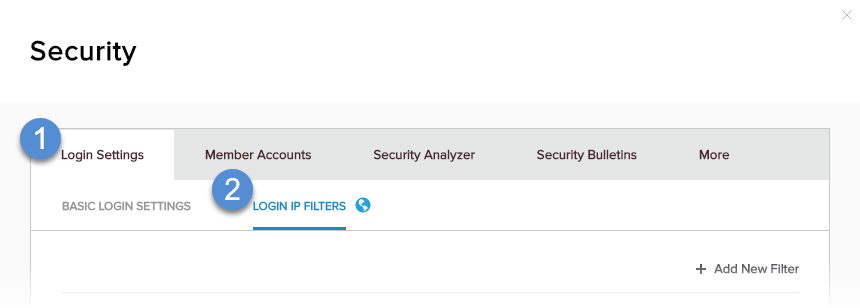 Security
1
Login Settings Member Accounts Security Analyzer Security Bulletins More
2
BASIC LOGIN SETTINGS LOGIN IP FILTERS
+ Add New Filter